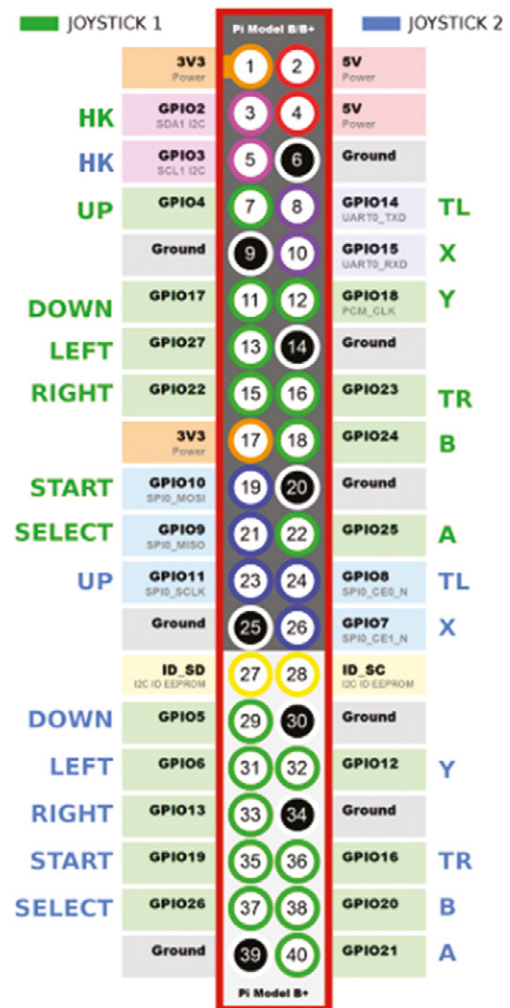 JOYSTICK 1 Pi Model B/B+ JOYSTICK 2
3V3 1 2 5V
Power Power
HK GPIO2 3 4 5V
SDA1 I2C Power
HK GPIO3 5 6 Ground
SCL1 I2C
UP GPIO4 7 8 GPIO14 TL
UART0_TXD
Ground 9 10 GPIO15 X
UART0_RXD
DOWN GPIO17 11 12 GPIO18 Y
PCM_CLK
LEFT GPIO27 13 14 Ground
RIGHT GPIO22 15 16 GPIO23 TR
3V3 17 18 GPIO24 B
Power
START GPIO10 19 20 Ground
SPI0_MOSI
SELECT GPIO9 21 22 GPIO25 A
SPI0_MISO
UP GPIO11 23 24 GPIO8 TL
SPI0_SCLK SPI0_CE0_N
Ground 25 26 GPIO7 X
SPI0_CE1_N
ID_SD 27 28 ID_SC
I2C ID EEPROM I2C ID EEPROM
DOWN GPIO5 29 30 Ground
LEFT GPIO6 31 32 GPIO12 Y
RIGHT GPIO13 33 34 Ground
START GPIO19 35 36 GPIO16 TR
SELECT GPIO26 37 38 GPIO20 B
Ground 39 40 GPIO21 A
Pi Model B+